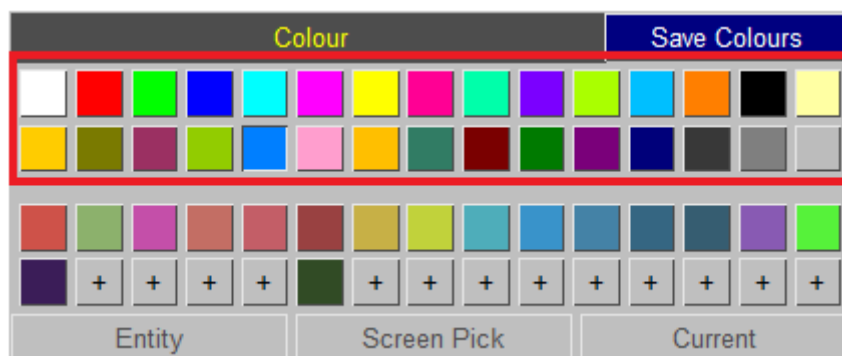 Colour Save Colours
+ + + + + + + + + + + + +
Entity Screen Pick Current